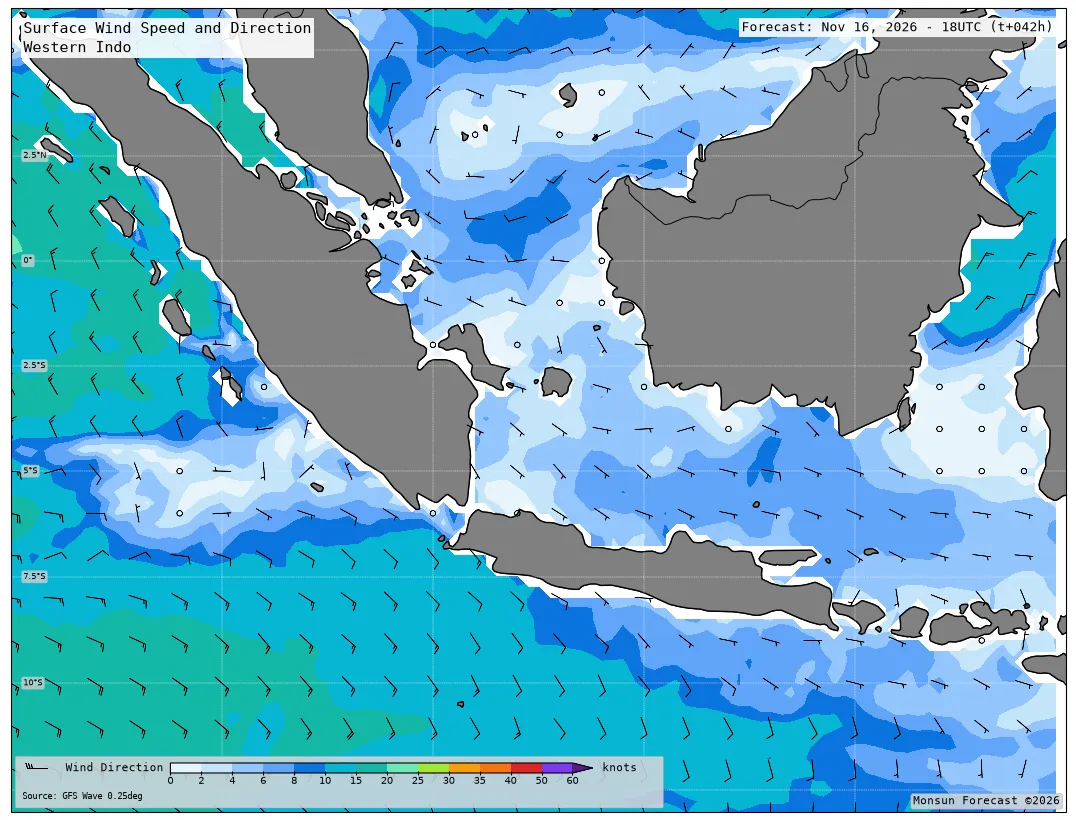 Surface Wind Speed and Direction
Western Indo
Forecast: Nov 16, 2026 - 18UTC (t+042h)
2.5°N
0°
2.5°S
5°S
7.5°S
10°S
Wind Direction
0 2 4 6 8 10 15 20 25 30 35 40 50 60
knots
Source: GFS Wave 0.25deg
Monsun Forecast ©2026